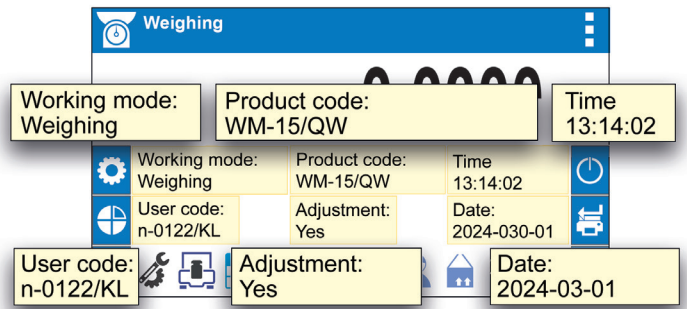 Weighing
Working mode:
Weighing
Product code:
WM-15/QW
Time
13:14:02
Working mode:
Weighing
Product code:
WM-15/QW
Time
13:14:02
User code:
n-0122/KL
Adjustment:
Yes
Date:
2024-030-01
User code:
n-0122/KL
Adjustment:
Yes
Date:
2024-03-01